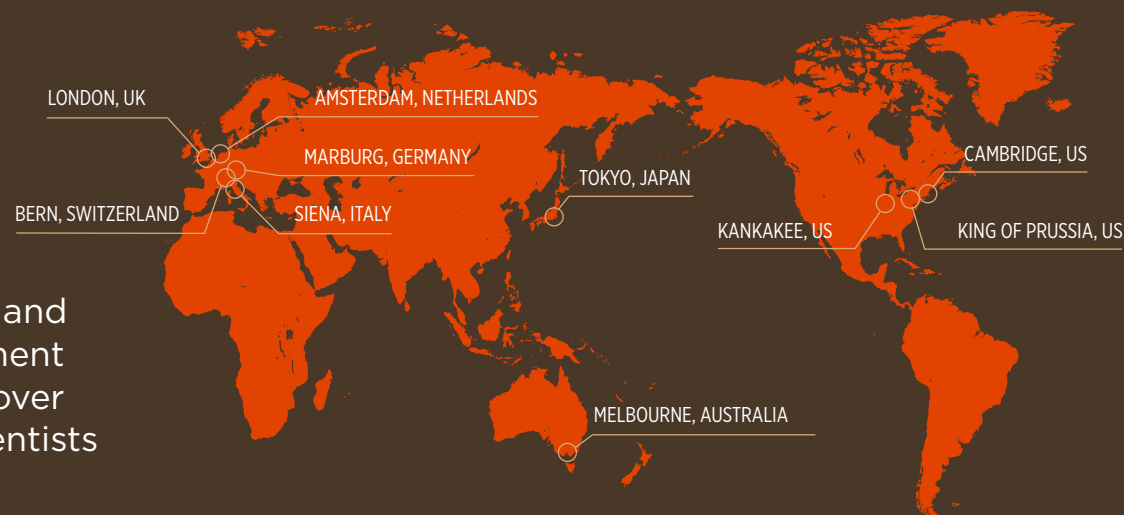 LONDON, UK
AMSTERDAM, NETHERLANDS
MARBURG, GERMANY
BERN, SWITZERLAND
SIENA, ITALY
TOKYO, JAPAN
CAMBRIDGE, US
KANKAKEE, US
KING OF PRUSSIA, US
MELBOURNE, AUSTRALIA
and
ment
over
entists